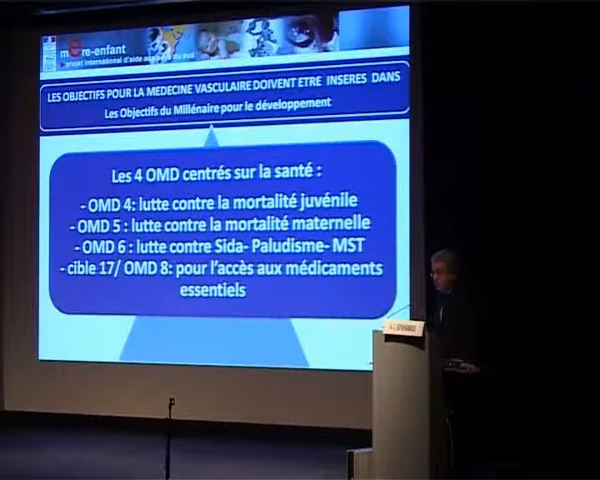 mère-enfant
projet international d'aide aux pays du sud
LES OBJECTIFS POUR LA MEDECINE VASCULAIRE DOIVENT ETRE INSERES DANS
Les Objectifs du Millénaire pour le développement
Les 4 OMD centrés sur la santé :
- OMD 4: lutte contre la mortalité juvénile
- OMD 5 : lutte contre la mortalité maternelle
- OMD 6 : lutte contre Sida- Paludisme- MST
- cible 17/ OMD 8: pour l'accès aux médicaments
essentiels